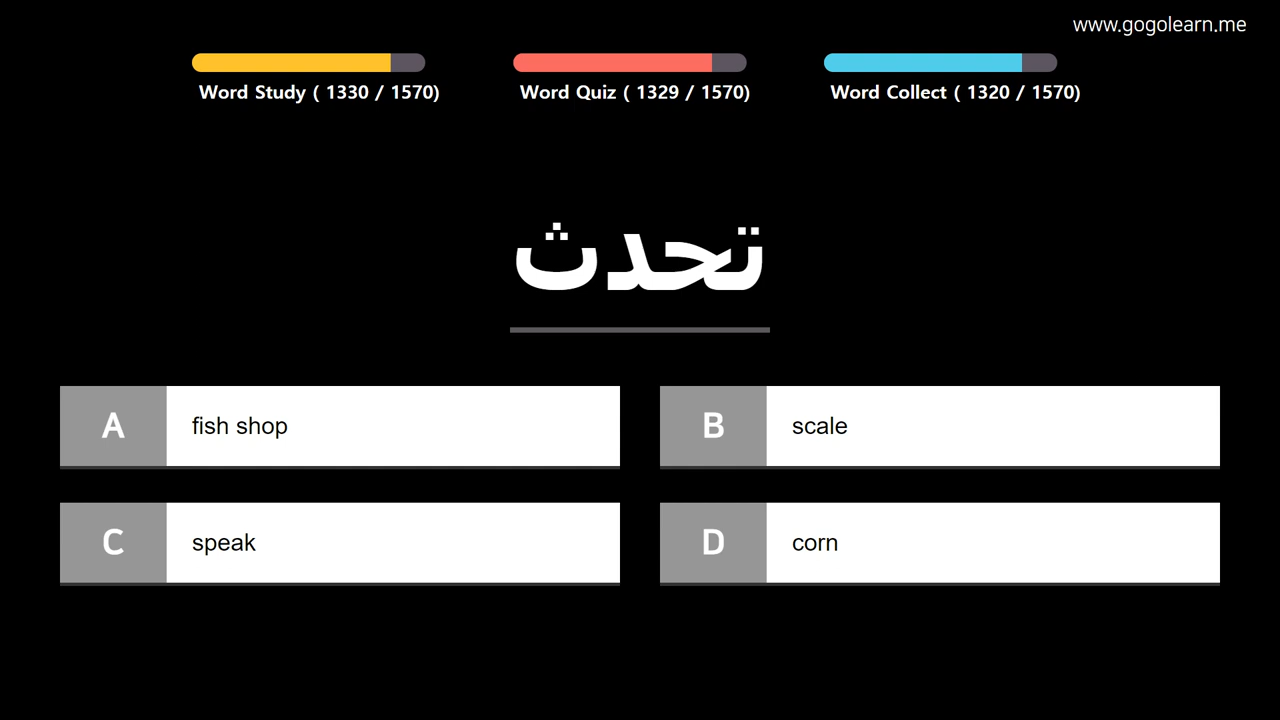 www.gogolearn.me
Word Study ( 1330 / 1570)
Word Quiz ( 1329 / 1570)
Word Collect ( 1320 / 1570)
تحدث
A fish shop
B scale
C speak
D corn